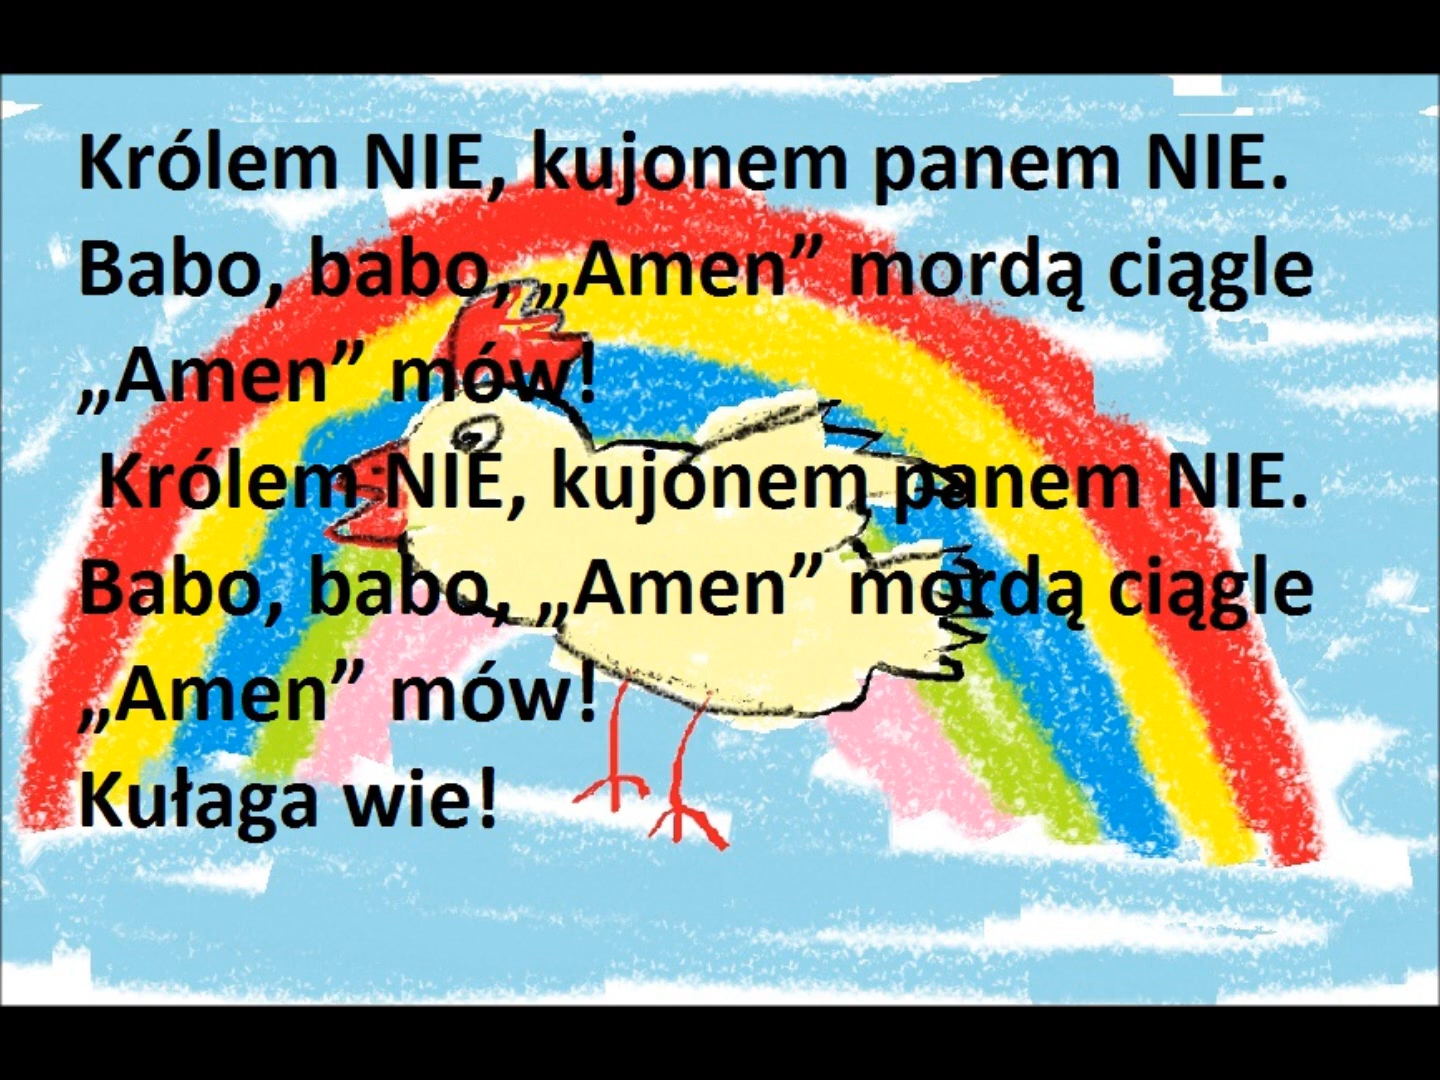 Królem NIE, kujonem panem NIE.
Babo, babo, „Amen” mordą ciągle
„Amen” mów!
Królem NIE, kujonem panem NIE.
Babo, babo, „Amen” mordą ciągle
„Amen” mów!
Kułaga wie!